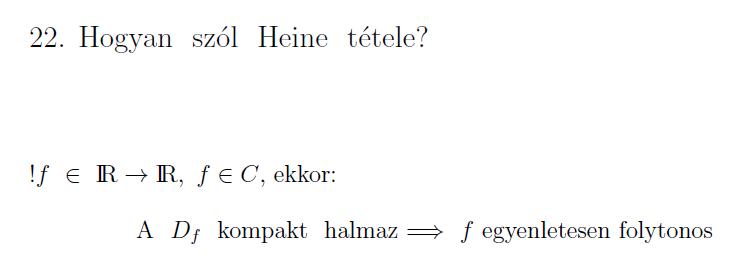 22. Hogyan szól Heine tétele?
!f ∈ ℝ → ℝ, f ∈ C, ekkor:
A D_f kompakt halmaz ⟹ f egyenletesen folytonos